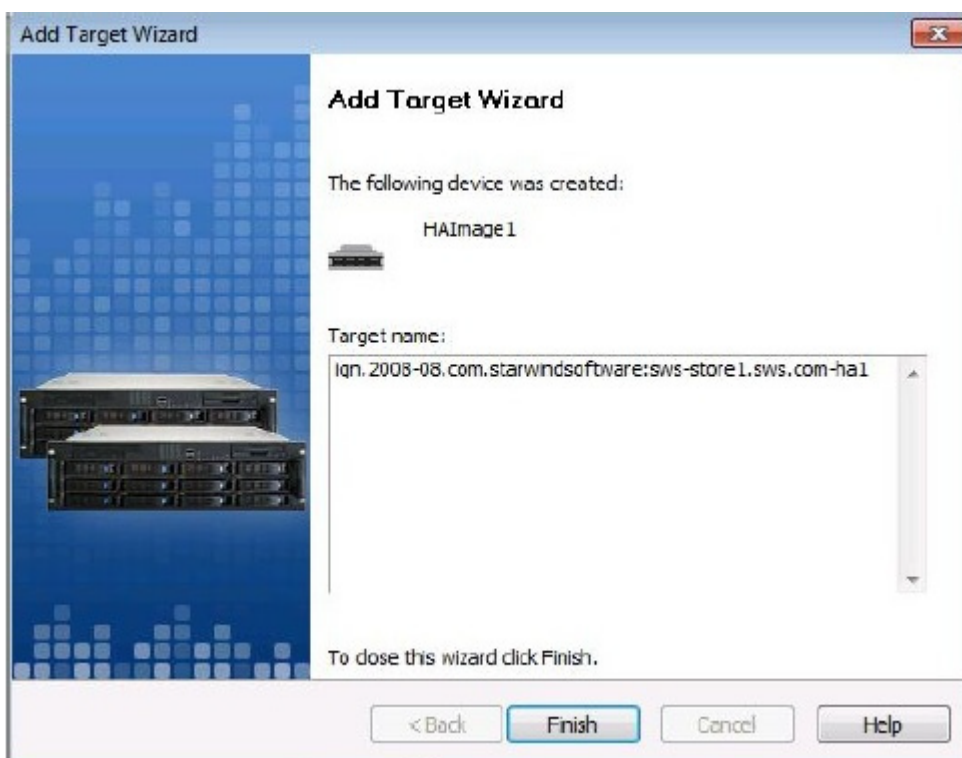 Add Target Wizard
Add Target Wizard
The following device was created:
HAImage1
Target name:
iqn.2008-08.com.starwindsoftware:sws-store1.sws.com-ha1
To close this wizard click Finish.
< Back
Finish
Cancel
Help